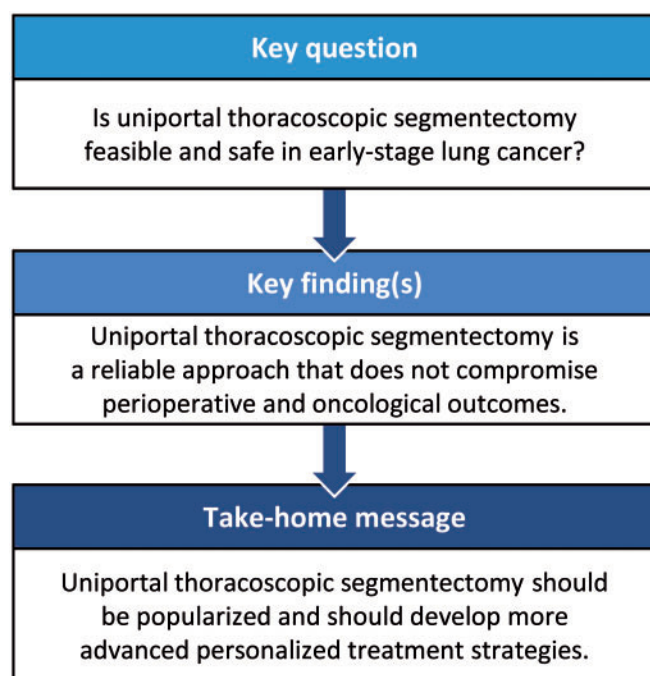 Key question
Is uniportal thoracoscopic segmentectomy
feasible and safe in early-stage lung cancer?
Key finding(s)
Uniportal thoracoscopic segmentectomy is
a reliable approach that does not compromise
perioperative and oncological outcomes.
Take-home message
Uniportal thoracoscopic segmentectomy should
be popularized and should develop more
advanced personalized treatment strategies.